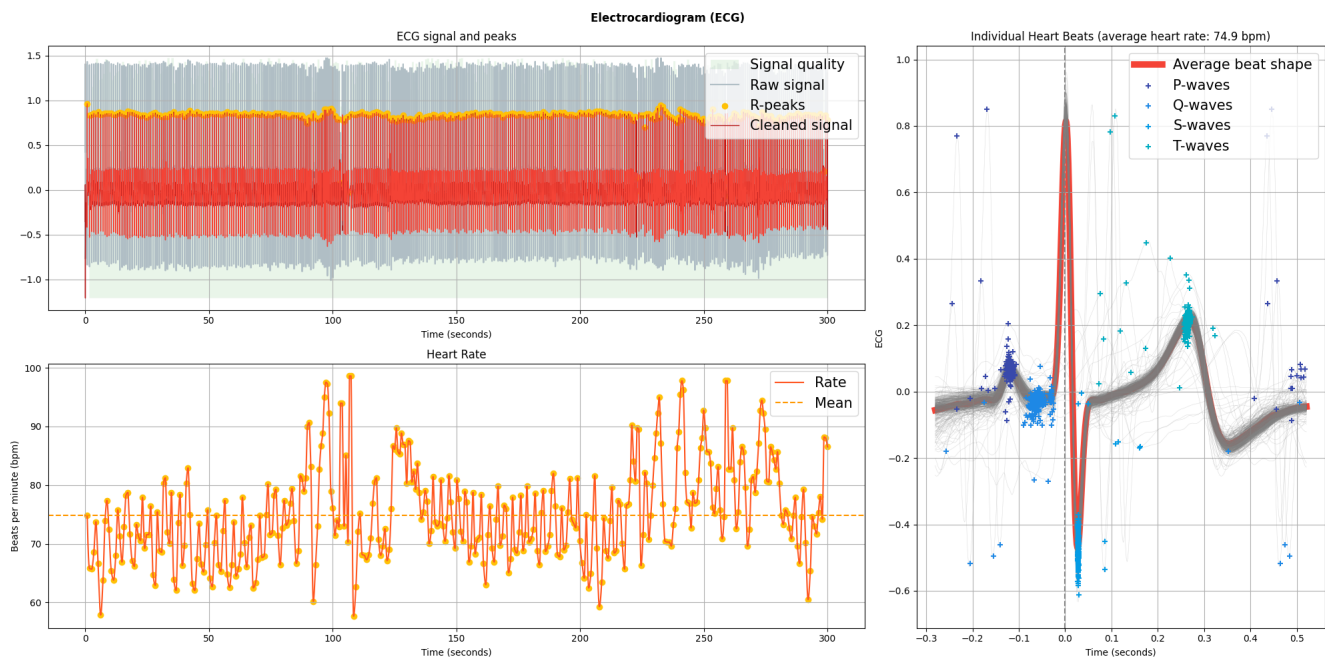 Electrocardiogram (ECG)
ECG signal and peaks
1.5
1.0
0.5
0.0
−0.5
−1.0
Signal quality
Raw signal
R-peaks
Cleaned signal
0
50
100
150
200
250
300
Time (seconds)
Heart Rate
Beats per minute (bpm)
100
90
80
70
60
Rate
Mean
0
50
100
150
200
250
300
Time (seconds)
Individual Heart Beats (average heart rate: 74.9 bpm)
ECG
1.0
0.8
0.6
0.4
0.2
0.0
−0.2
−0.4
−0.6
Average beat shape
P-waves
Q-waves
S-waves
T-waves
−0.3
−0.2
−0.1
0.0
0.1
0.2
0.3
0.4
0.5
Time (seconds)